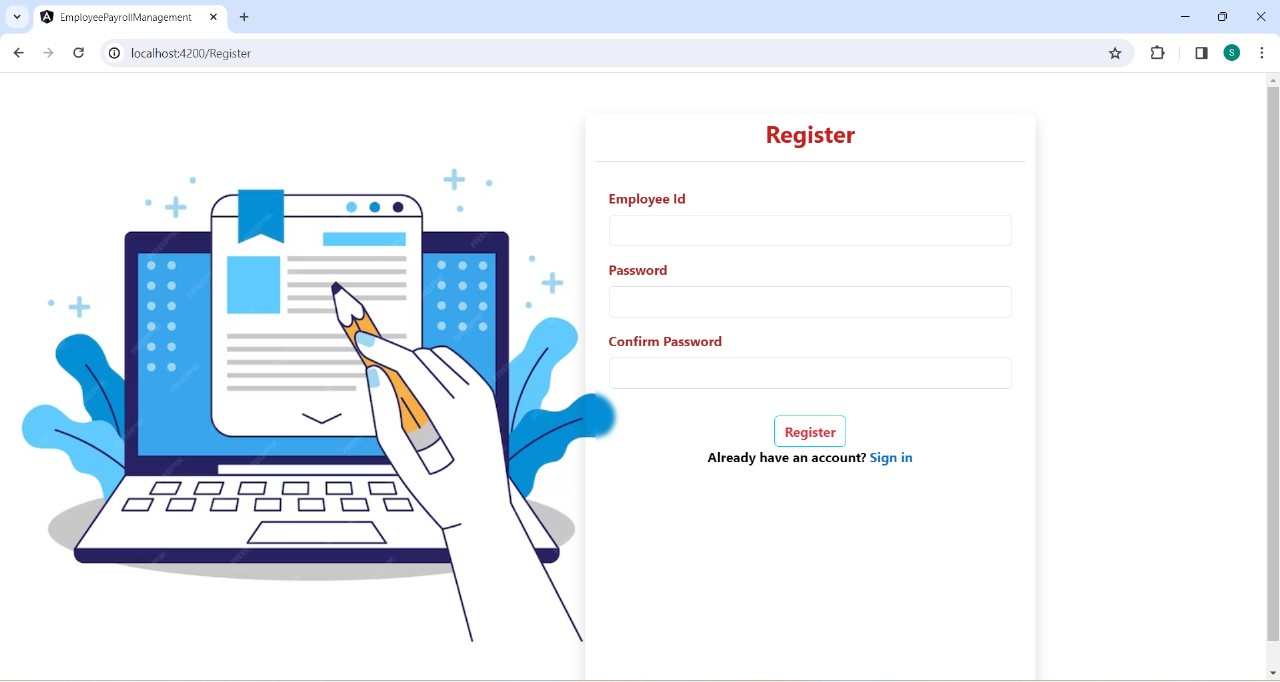 EmployeePayrollManagement
localhost:4200/Register
S
Register
Employee Id
Password
Confirm Password
Register
Already have an account? Sign in